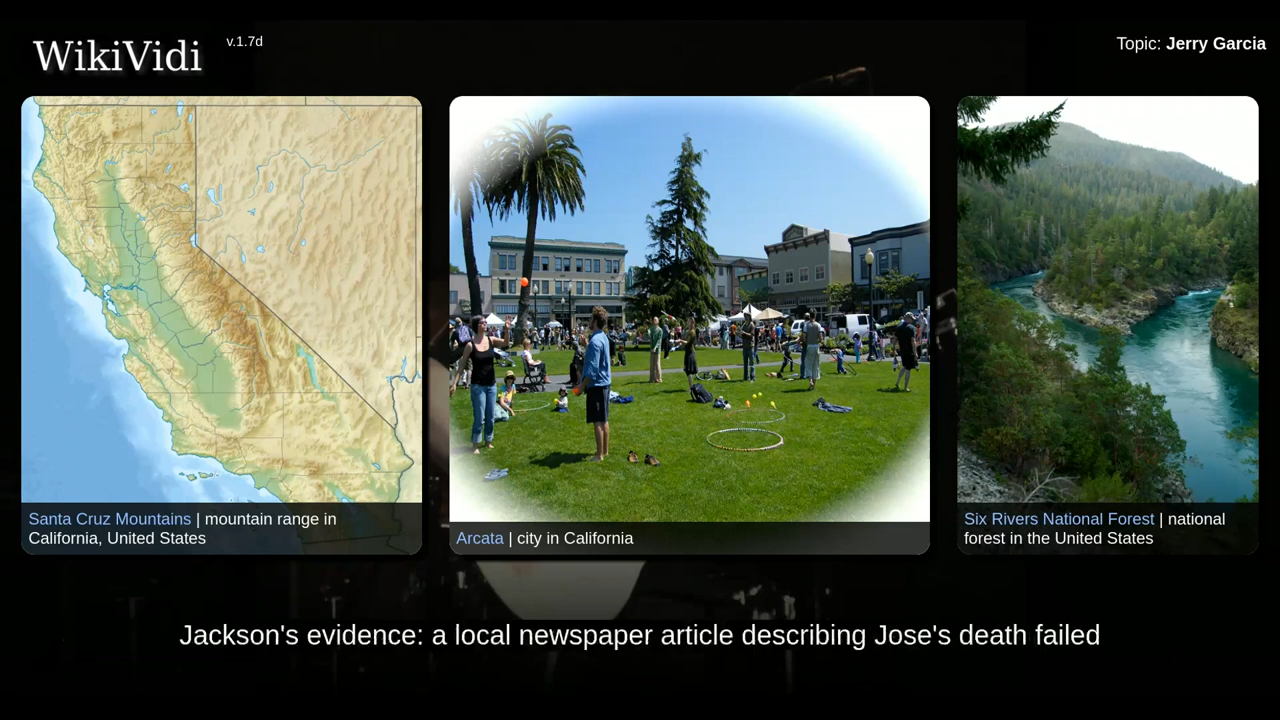 WikiVidi
v.1.7d
Topic: Jerry Garcia
Santa Cruz Mountains | mountain range in
California, United States
Arcata | city in California
Six Rivers National Forest | national
forest in the United States
Jackson's evidence: a local newspaper article describing Jose's death failed